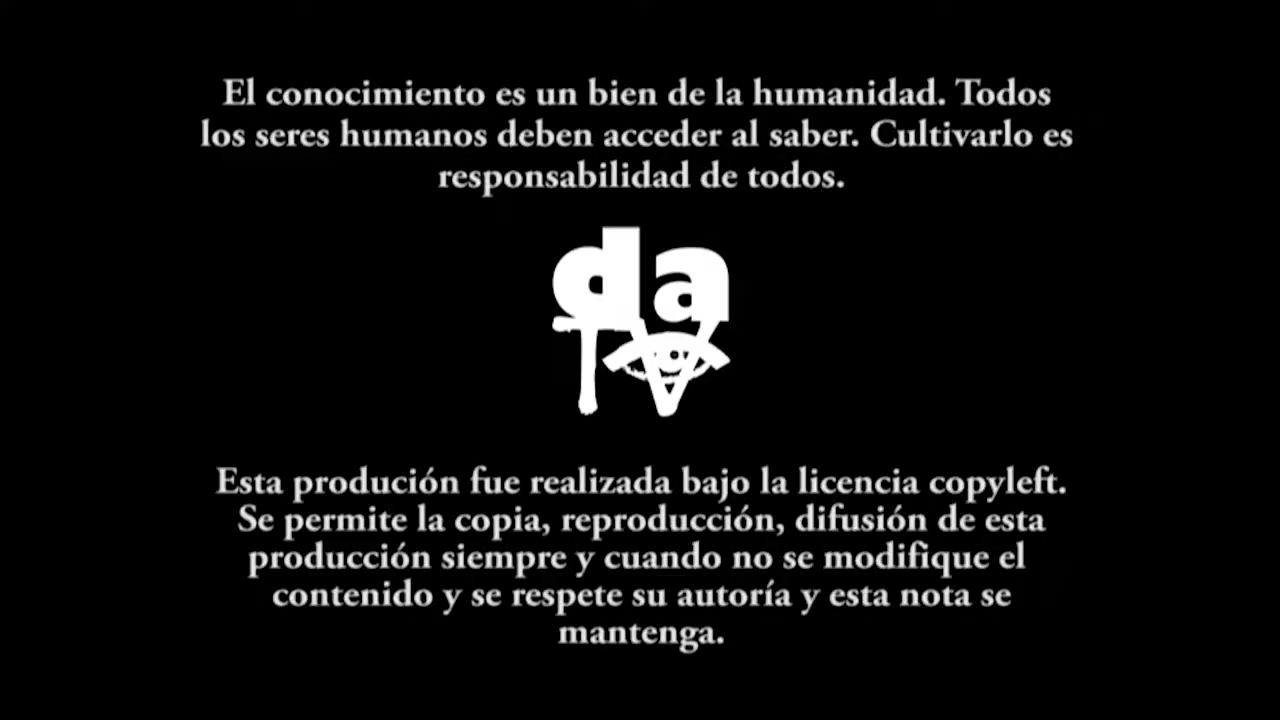 El conocimiento es un bien de la humanidad. Todos
los seres humanos deben acceder al saber. Cultivarlo es
responsabilidad de todos.
da
TV
Esta produción fue realizada bajo la licencia copyleft.
Se permite la copia, reproducción, difusión de esta
producción siempre y cuando no se modifique el
contenido y se respete su autoría y esta nota se
mantenga.